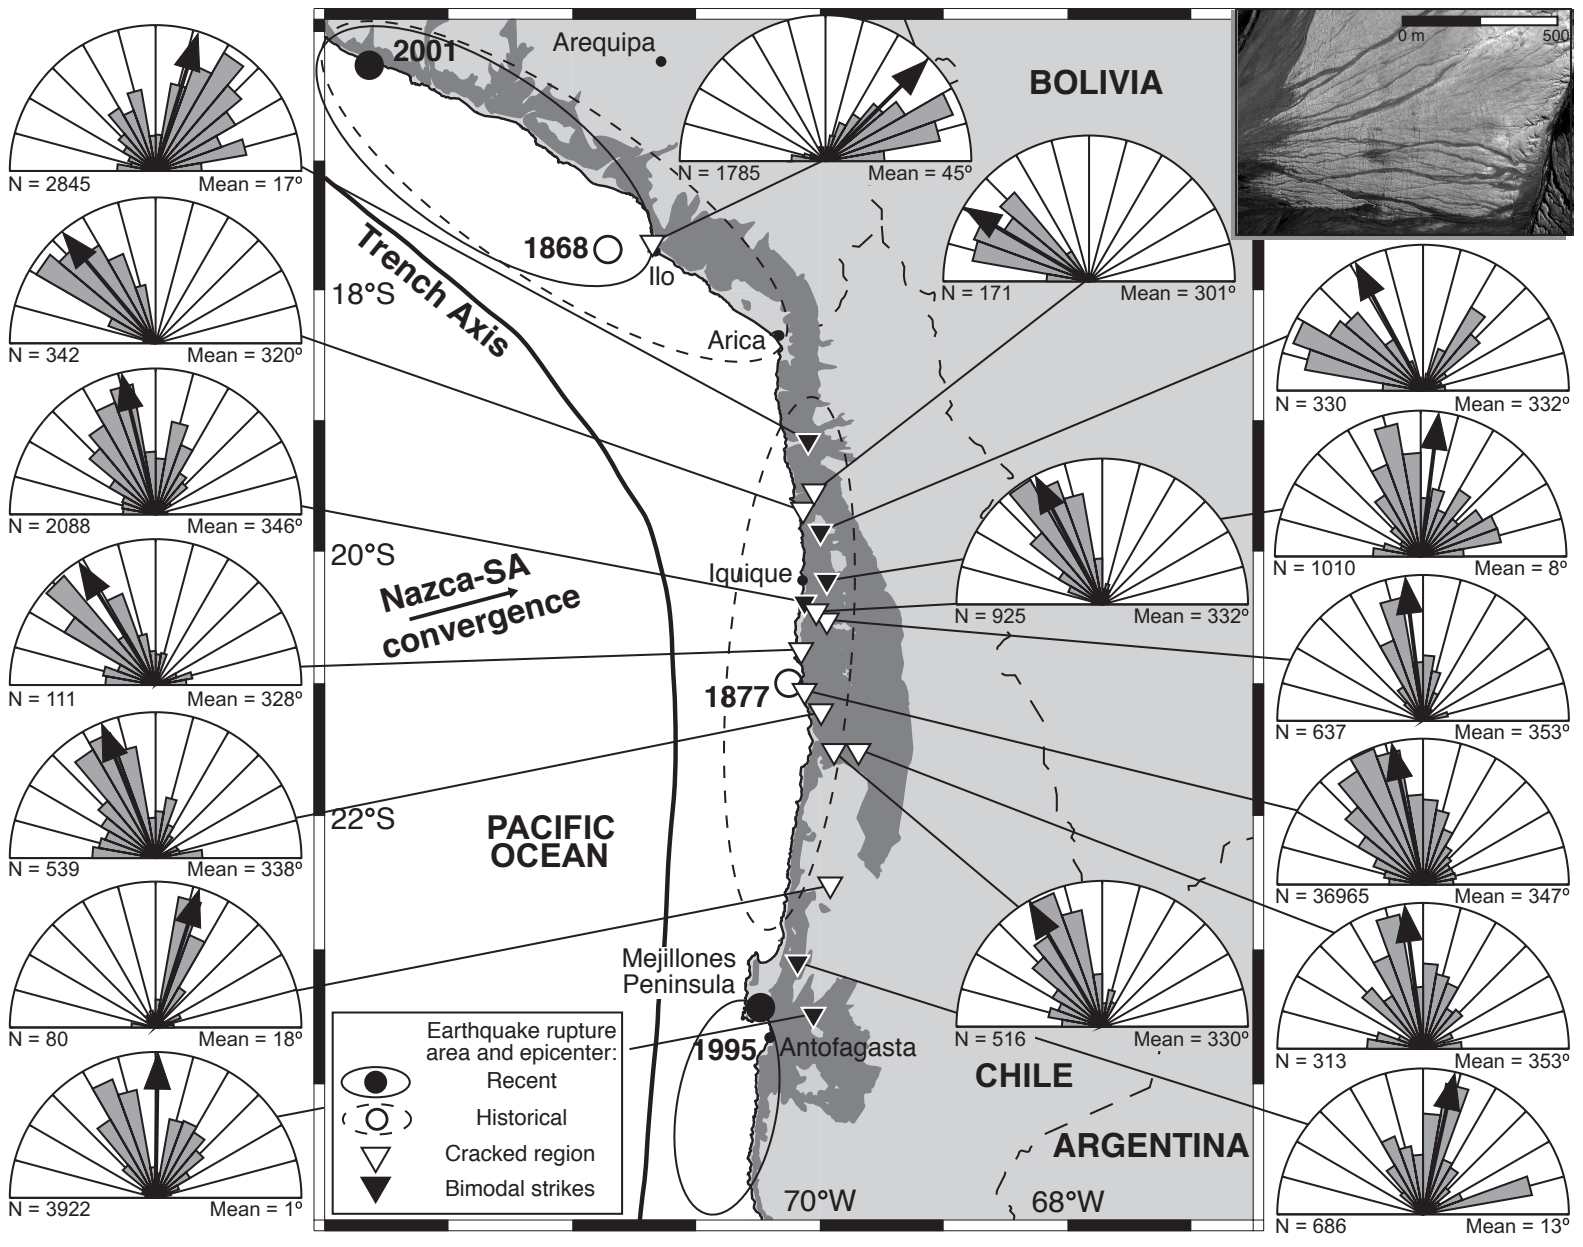 N = 2845 Mean = 17º
N = 342 Mean = 320º
N = 2088 Mean = 346º
N = 111 Mean = 328º
N = 539 Mean = 338º
N = 80 Mean = 18º
N = 3922 Mean = 1º
2001
Arequipa
BOLIVIA
0 m 500
N = 1785 Mean = 45º
N = 171 Mean = 301º
1868
Ilo
18°S
Trench Axis
Arica
20°S
Iquique
Nazca-SA
convergence
N = 925 Mean = 332º
1877
22°S
PACIFIC
OCEAN
Mejillones
Peninsula
1995
Antofagasta
N = 516 Mean = 330º
CHILE
ARGENTINA
70°W
68°W
Earthquake rupture
area and epicenter:
Recent
Historical
Cracked region
Bimodal strikes
N = 330 Mean = 332º
N = 1010 Mean = 8º
N = 637 Mean = 353º
N = 36965 Mean = 347º
N = 313 Mean = 353º
N = 686 Mean = 13º